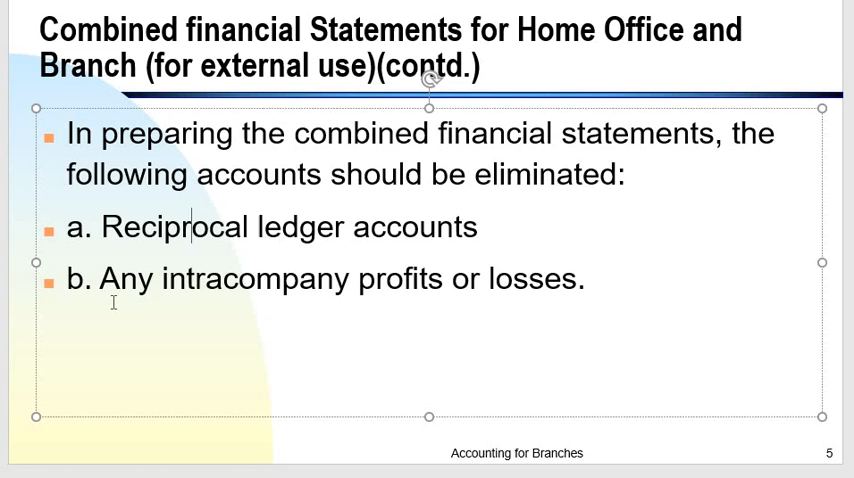 Combined financial Statements for Home Office and
Branch (for external use)(contd.)
In preparing the combined financial statements, the
following accounts should be eliminated:
a. Reciprocal ledger accounts
b. Any intracompany profits or losses.
Accounting for Branches
5